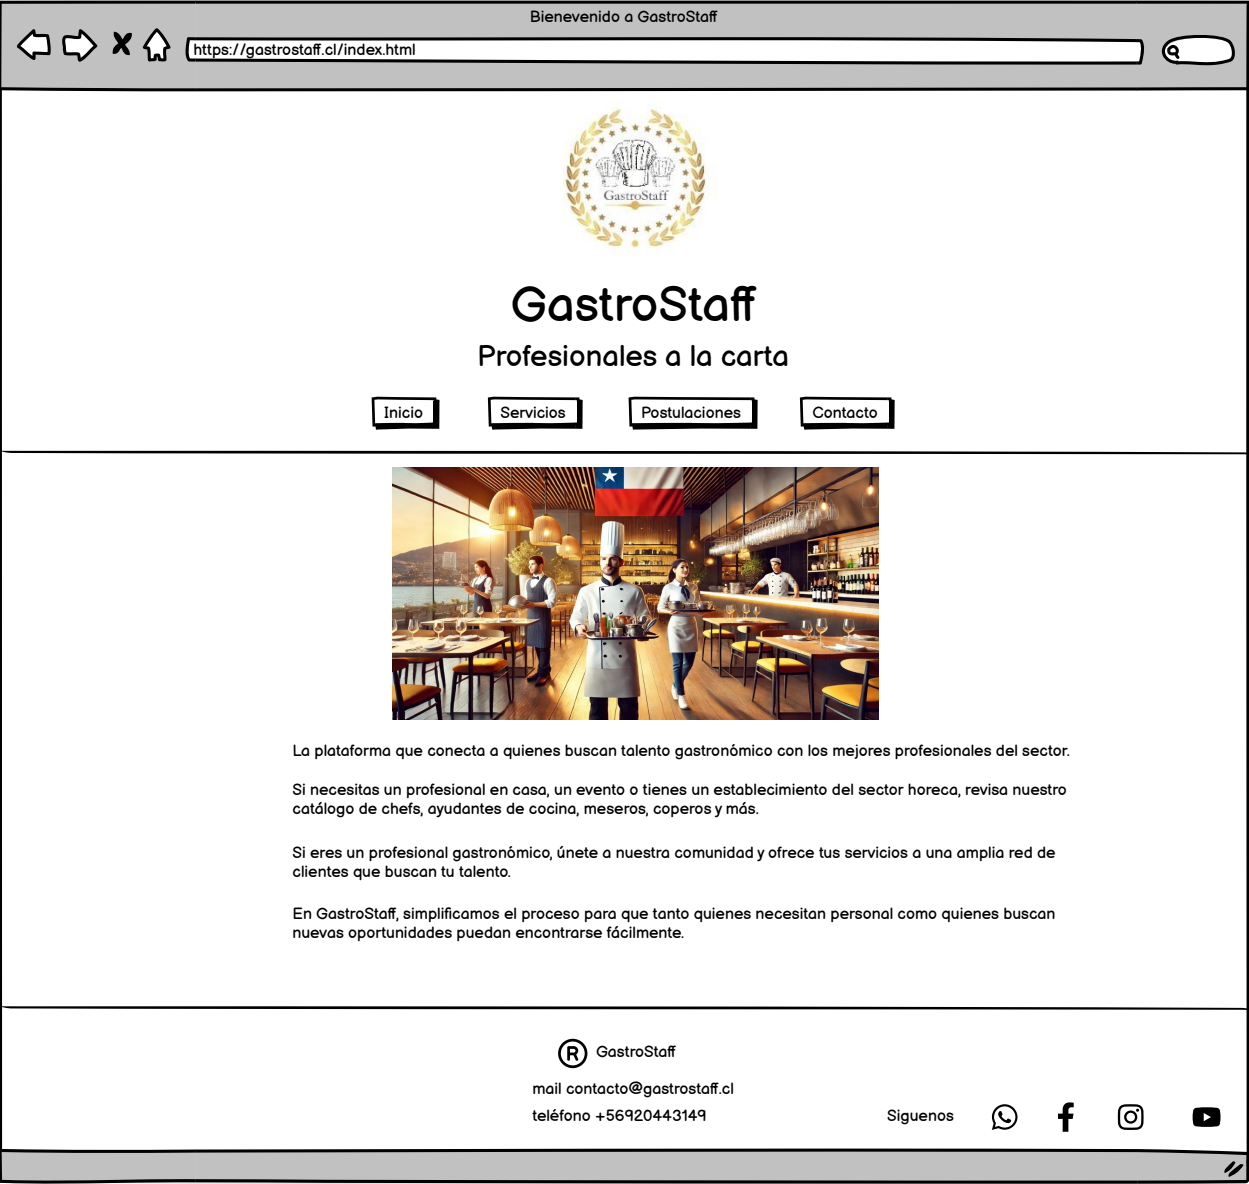 Bienevenido a GastroStaff
https://gastrostaff.cl/index.html
GastroStaff
GastroStaff
Profesionales a la carta
Inicio
Servicios
Postulaciones
Contacto
La plataforma que conecta a quienes buscan talento gastronómico con los mejores profesionales del sector.
Si necesitas un profesional en casa, un evento o tienes un establecimiento del sector horeca, revisa nuestro
catálogo de chefs, ayudantes de cocina, meseros, coperos y más.
Si eres un profesional gastronómico, únete a nuestra comunidad y ofrece tus servicios a una amplia red de
clientes que buscan tu talento.
En GastroStaff, simplificamos el proceso para que tanto quienes necesitan personal como quienes buscan
nuevas oportunidades puedan encontrarse fácilmente.
® GastroStaff
mail contacto@gastrostaff.cl
teléfono +56920443149
Siguenos